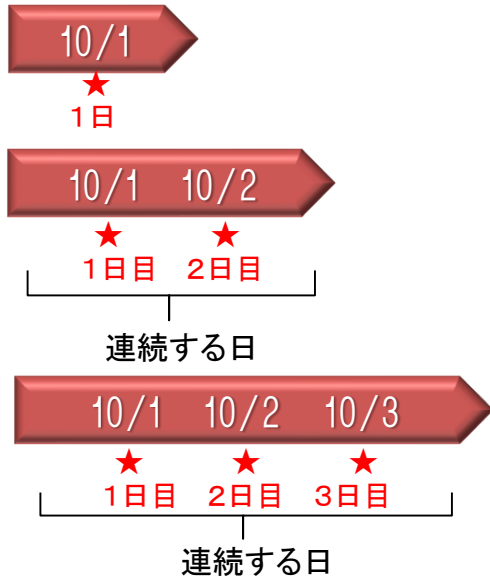 10/1
★
1日
10/1 10/2
★ ★
1日目 2日目
連続する日
10/1 10/2 10/3
★ ★ ★
1日目 2日目 3日目
連続する日